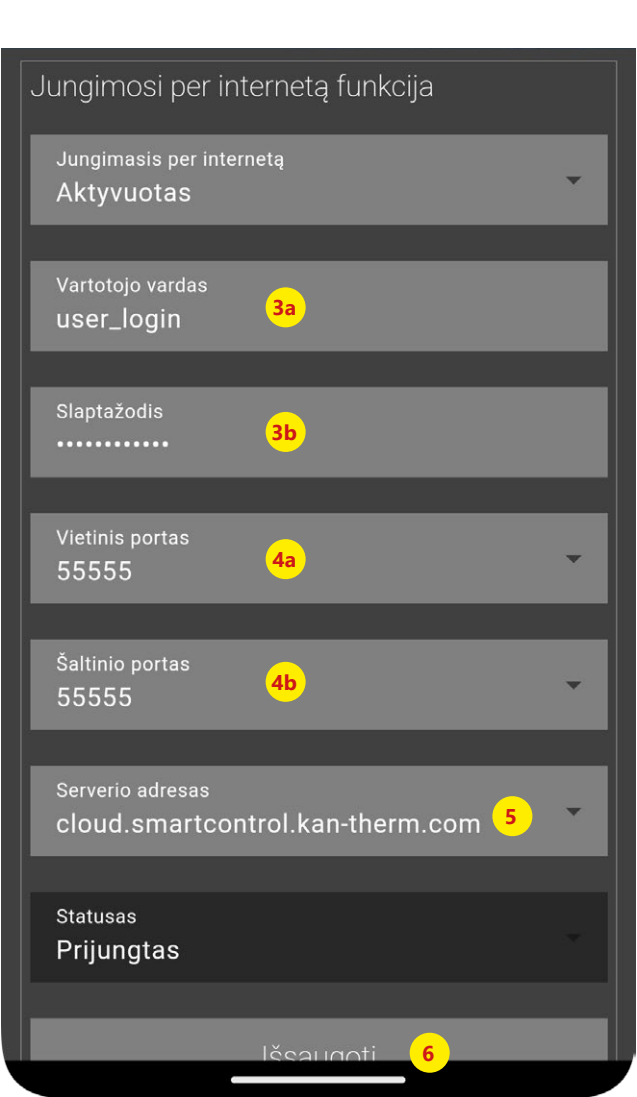 Jungimosi per internetą funkcija
Jungimasis per internetą
Aktyvuotas
Vartotojo vardas
user_login
3a
Slaptažodis
••••••••••••
3b
Vietinis portas
55555
4a
Šaltinio portas
55555
4b
Serverio adresas
cloud.smartcontrol.kan-therm.com
5
Statusas
Prijungtas
Išsaugoti
6